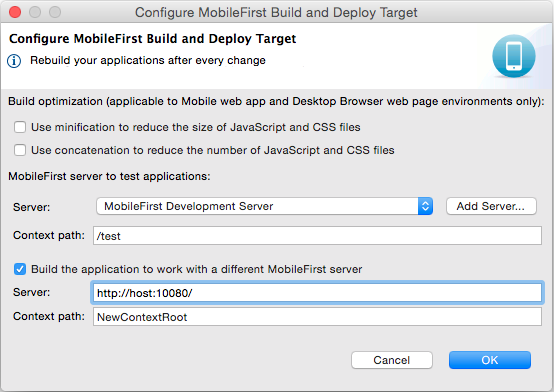 Configure MobileFirst Build and Deploy Target
Configure MobileFirst Build and Deploy Target
Rebuild your applications after every change
Build optimization (applicable to Mobile web app and Desktop Browser web page environments only):
Use minification to reduce the size of JavaScript and CSS files
Use concatenation to reduce the number of JavaScript and CSS files
MobileFirst server to test applications:
Server: MobileFirst Development Server Add Server...
Context path: /test
Build the application to work with a different MobileFirst server
Server: http://host:10080/
Context path: NewContextRoot
Cancel OK